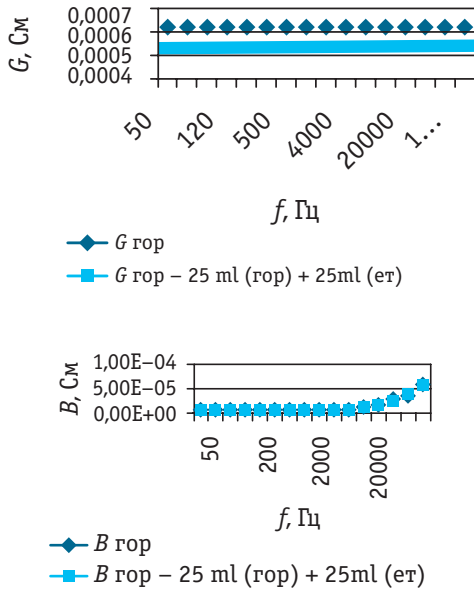 0,0007
0,0006
0,0005
0,0004
G, См
50
120
500
4000
20000
1...
f, Гц
G гор
G гор – 25 ml (гор) + 25ml (ет)
1,00E–04
5,00E–05
0,00E+00
B, См
50
200
2000
20000
f, Гц
B гор
B гор – 25 ml (гор) + 25ml (ет)